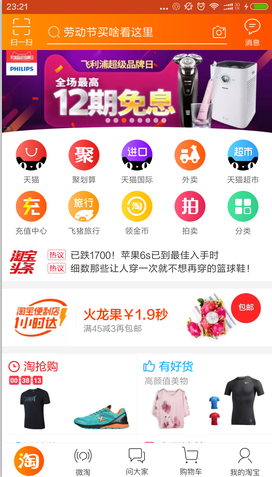 23:21
扫一扫
劳动节买啥看这里
消息
PHILIPS
飞利浦超级品牌日
全场最高
12期免息
进口
超市
天猫
聚划算
天猫国际
外卖
天猫超市
充
淘
拍
充值中心
飞猪旅行
领金币
拍卖
分类
淘宝头条
热议 已跌1700！苹果6s已到最佳入手时
热议 细数那些让人穿一次就不想再穿的篮球鞋！
淘宝便利店
1小时达
火龙果￥1.9秒
满45减3再包邮
包邮
淘抢购
00 38 13
有好货
高颜值美物
淘
微淘
问大家
购物车
我的淘宝